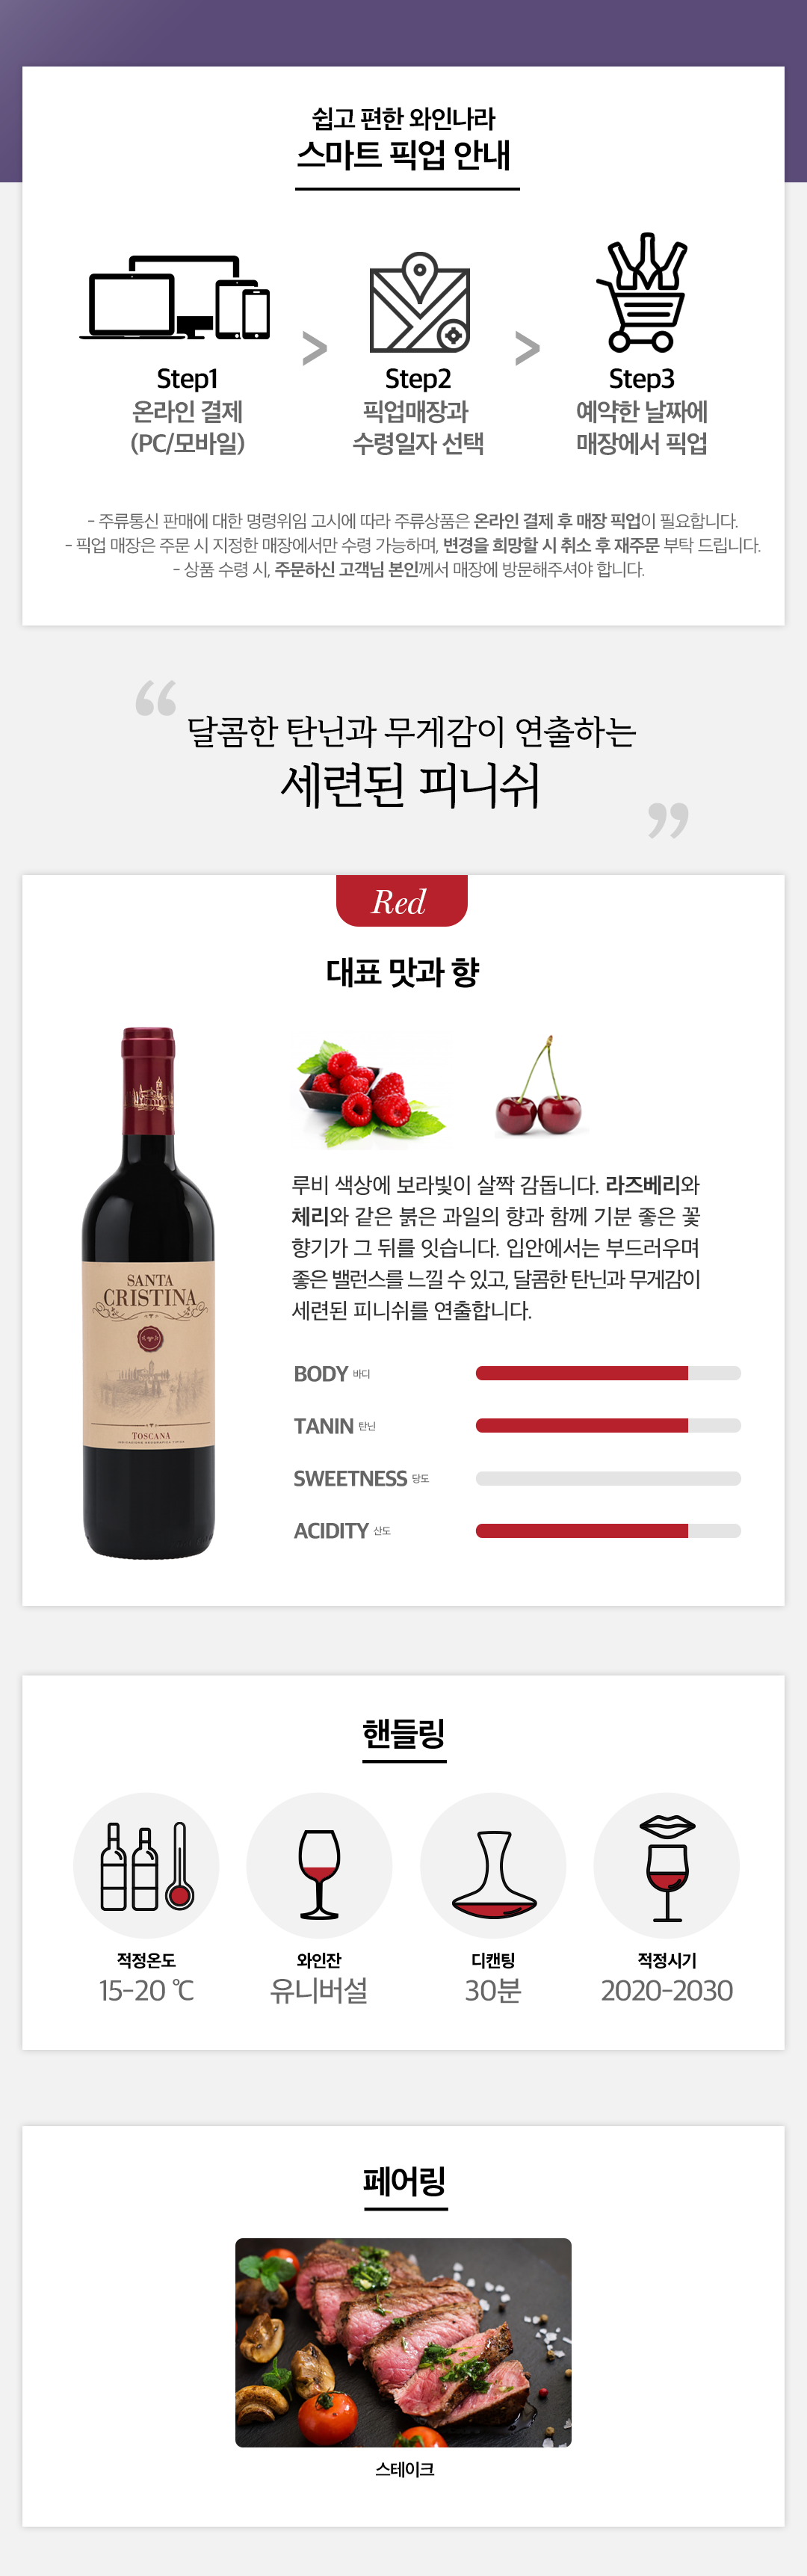 쉽고 편한 와인나라
스마트 픽업 안내
Step1
온라인 결제
(PC/모바일)
>
Step2
픽업매장과
수령일자 선택
>
Step3
예약한 날짜에
매장에서 픽업
- 주류통신 판매에 대한 명령위임 고시에 따라 주류상품은 온라인 결제 후 매장 픽업이 필요합니다.
- 픽업 매장은 주문 시 지정한 매장에서만 수령 가능하며, 변경을 희망할 시 취소 후 재주문 부탁 드립니다.
- 상품 수령 시, 주문하신 고객님 본인께서 매장에 방문해주셔야 합니다.
“ 달콤한 탄닌과 무게감이 연출하는
세련된 피니쉬 ”
Red
대표 맛과 향
SANTA
CRISTINA
TOSCANA
루비 색상에 보라빛이 살짝 감돕니다. 라즈베리와
체리와 같은 붉은 과일의 향과 함께 기분 좋은 꽃
향기가 그 뒤를 잇습니다. 입안에서는 부드러우며
좋은 밸런스를 느낄 수 있고, 달콤한 탄닌과 무게감이
세련된 피니쉬를 연출합니다.
BODY 바디
TANIN 탄닌
SWEETNESS 당도
ACIDITY 산도
핸들링
적정온도
15-20 ℃
와인잔
유니버설
디캔팅
30분
적정시기
2020-2030
페어링
스테이크